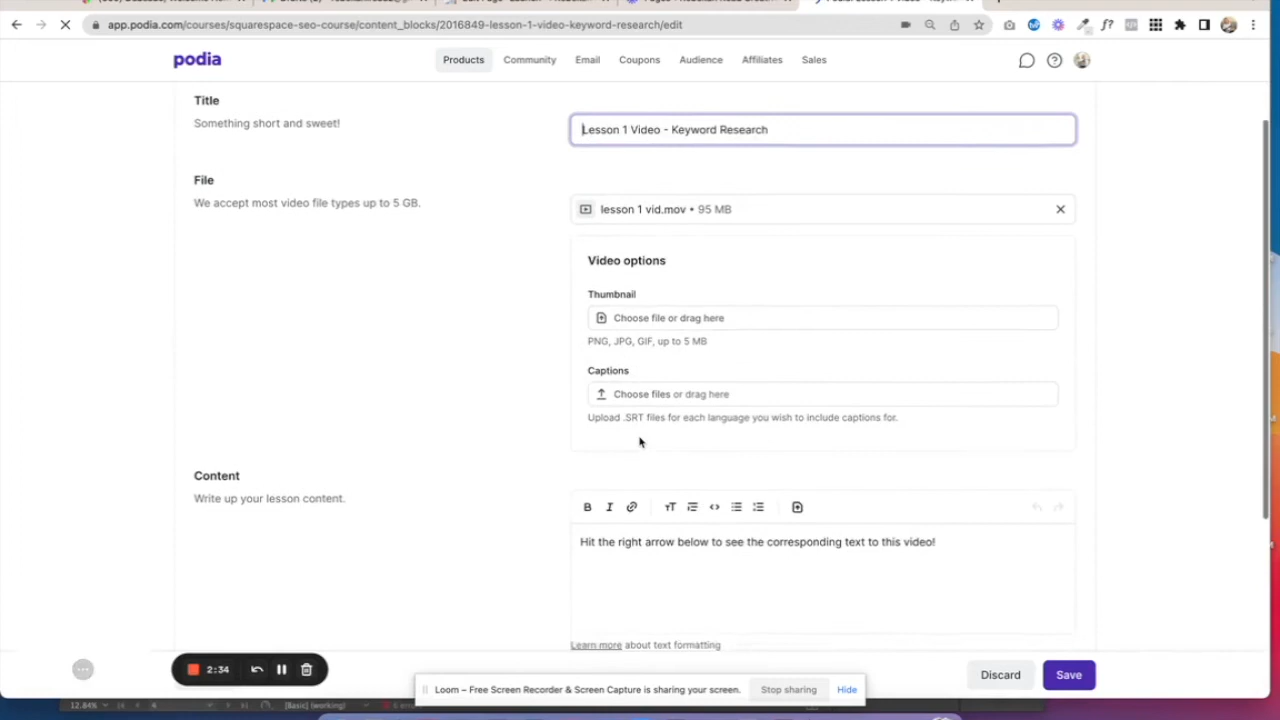 app.podia.com/courses/squarespace-seo-course/content_blocks/2016849-lesson-1-video-keyword-research/edit
podia
Products Community Email Coupons Audience Affiliates Sales
Title
Something short and sweet!
Lesson 1 Video - Keyword Research
File
We accept most video file types up to 5 GB.
lesson 1 vid.mov • 95 MB
Video options
Thumbnail
Choose file or drag here
PNG, JPG, GIF, up to 5 MB
Captions
Choose files or drag here
Upload .SRT files for each language you wish to include captions for.
Content
Write up your lesson content.
B I тT
Hit the right arrow below to see the corresponding text to this video!
Learn more about text formatting
2:34
Discard Save
Loom – Free Screen Recorder & Screen Capture is sharing your screen. Stop sharing Hide
12.84% 4 [Basic] (working)